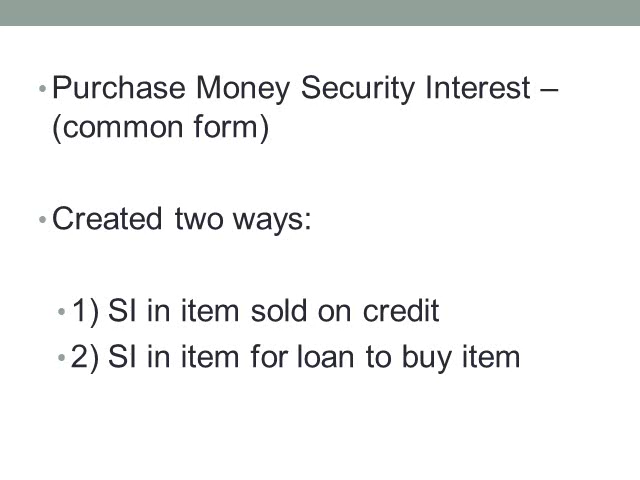 • Purchase Money Security Interest –
(common form)
• Created two ways:
• 1) SI in item sold on credit
• 2) SI in item for loan to buy item